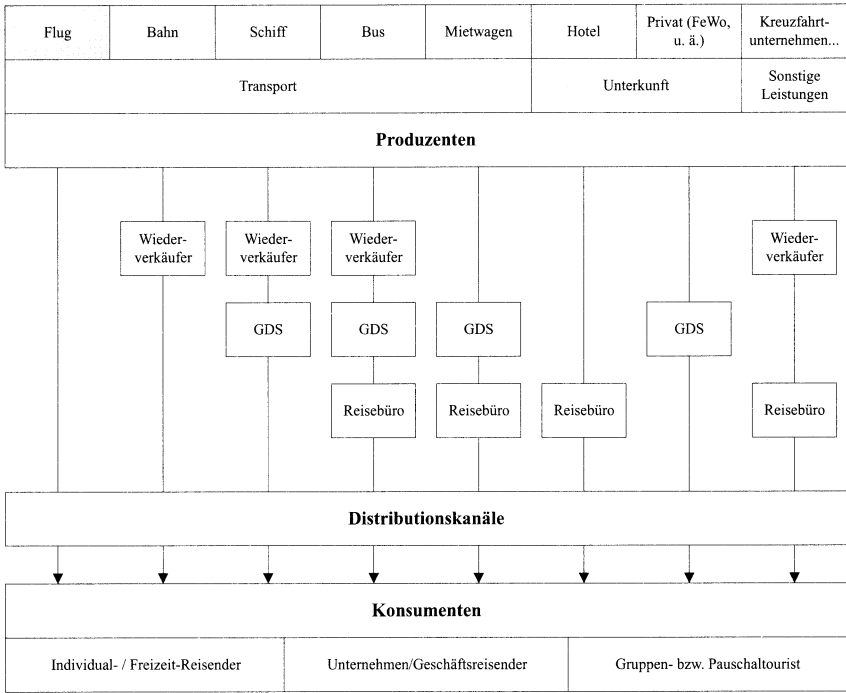 Flug
Bahn
Schiff
Bus
Mietwagen
Hotel
Privat (FeWo,
u. ä.)
Kreuzfahrt-
unternehmen...
Transport
Unterkunft
Sonstige
Leistungen
Produzenten
Wieder-
verkäufer
Wieder-
verkäufer
Wieder-
verkäufer
Wieder-
verkäufer
GDS
GDS
GDS
GDS
Reisebüro
Reisebüro
Reisebüro
Reisebüro
Distributionskanäle
Konsumenten
Individual- / Freizeit-Reisender
Unternehmen/Geschäftsreisender
Gruppen- bzw. Pauschaltourist